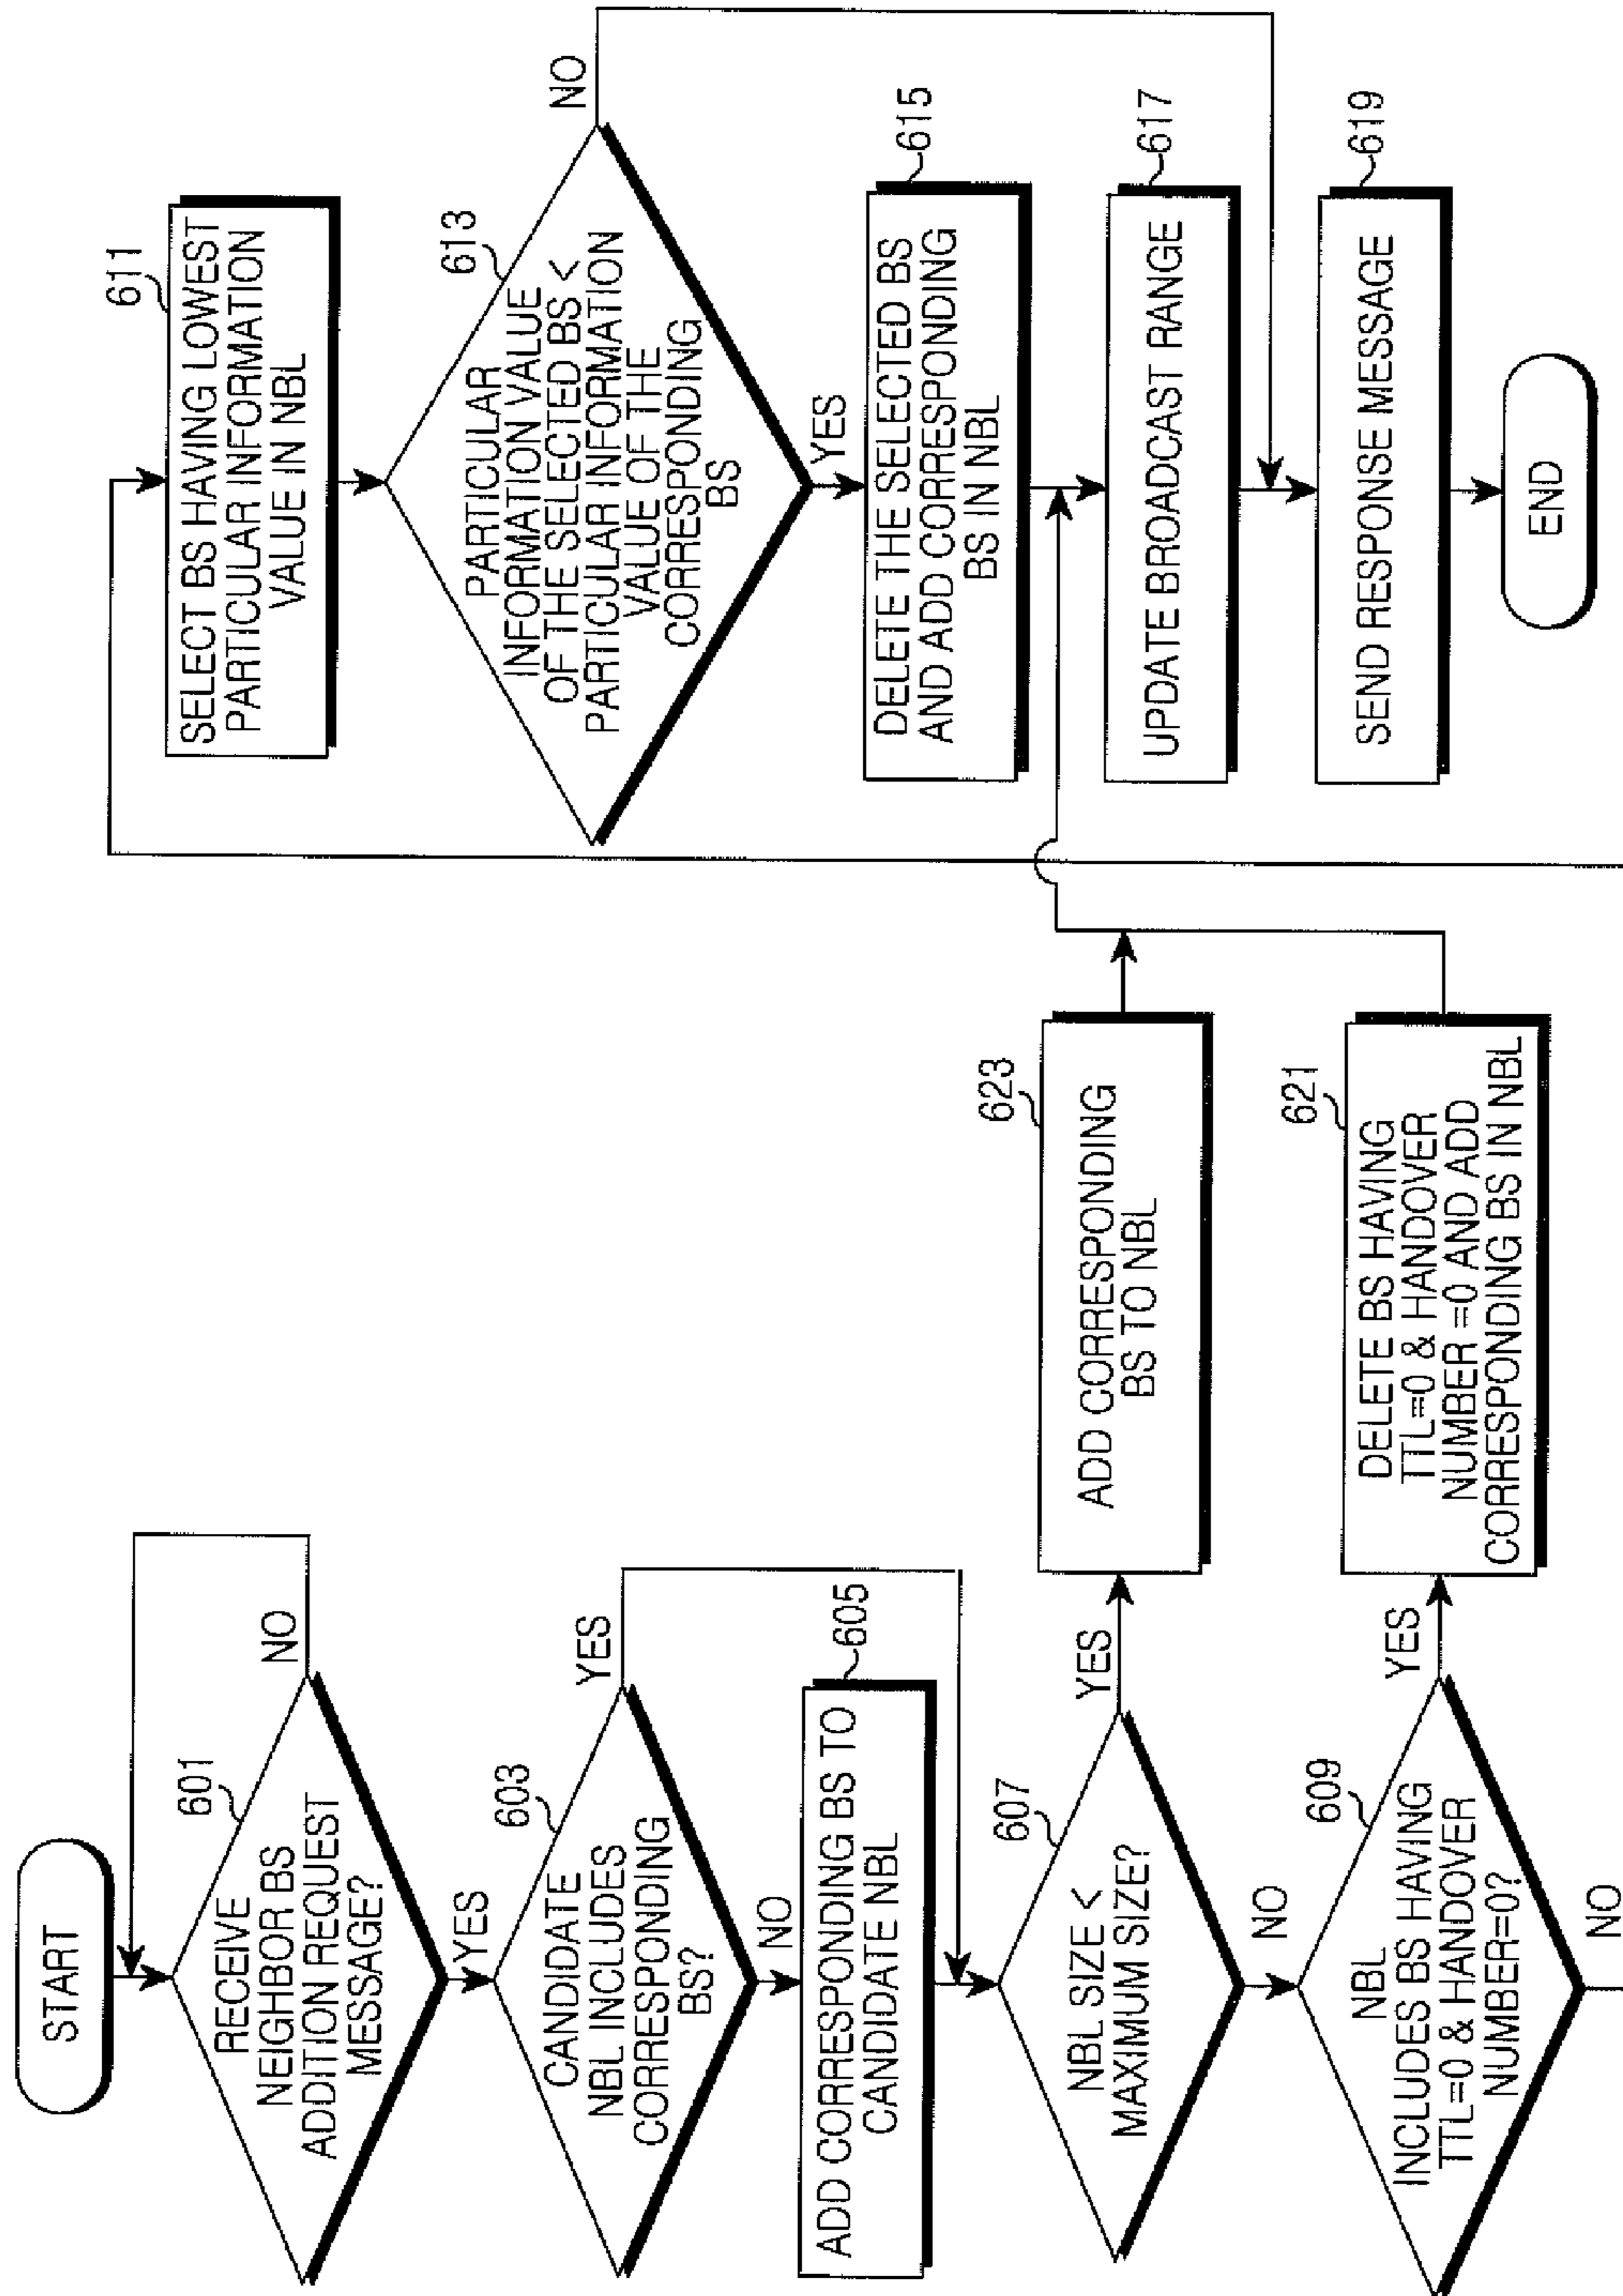 START
601
RECEIVE
NEIGHBOR BS
ADDITION REQUEST
MESSAGE?
NO
YES
603
CANDIDATE
NBL INCLUDES
CORRESPONDING
BS?
YES
NO
605
ADD CORRESPONDING BS TO
CANDIDATE NBL
607
NBL SIZE <
MAXIMUM SIZE?
YES
NO
623
ADD CORRESPONDING
BS TO NBL
609
NBL
INCLUDES BS HAVING
TTL=0 & HANDOVER
NUMBER=0?
YES
NO
621
DELETE BS HAVING
TTL=0 & HANDOVER
NUMBER =0 AND ADD
CORRESPONDING BS IN NBL
611
SELECT BS HAVING LOWEST
PARTICULAR INFORMATION
VALUE IN NBL
613
PARTICULAR
INFORMATION VALUE
OF THE SELECTED BS <
PARTICULAR INFORMATION
VALUE OF THE
CORRESPONDING
BS
NO
YES
615
DELETE THE SELECTED BS
AND ADD CORRESPONDING
BS IN NBL
617
UPDATE BROADCAST RANGE
619
SEND RESPONSE MESSAGE
END